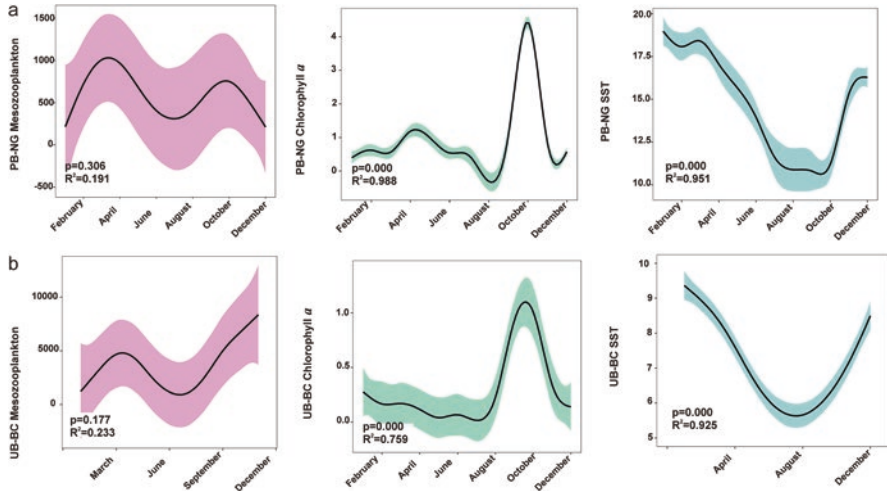 a
PB-NG Mesozooplankton
1500
1000
500
0
-500
p=0.306
R²=0.191
February
April
June
August
October
December
PB-NG Chlorophyll a
4
3
2
1
0
p=0.000
R²=0.988
February
April
June
August
October
December
PB-NG SST
20.0
17.5
15.0
12.5
10.0
p=0.000
R²=0.951
February
April
June
August
October
December
b
UB-BC Mesozooplankton
10000
5000
0
p=0.177
R²=0.233
March
June
September
December
UB-BC Chlorophyll a
1.0
0.5
0.0
p=0.000
R²=0.759
February
April
June
August
October
December
UB-BC SST
10
9
8
7
6
5
p=0.000
R²=0.925
April
August
December